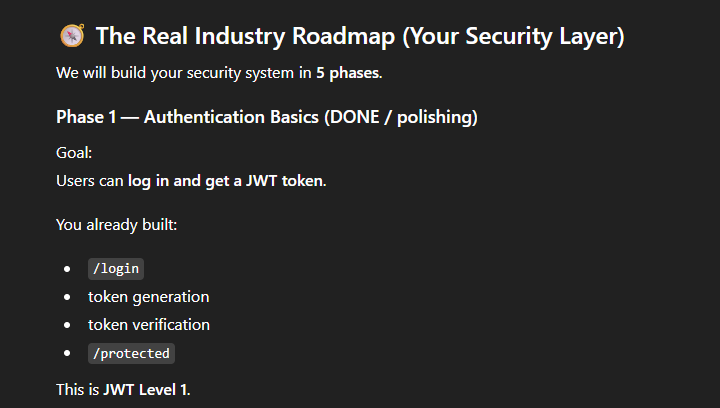 🧭 The Real Industry Roadmap (Your Security Layer)
We will build your security system in 5 phases.
Phase 1 — Authentication Basics (DONE / polishing)
Goal:
Users can log in and get a JWT token.
You already built:
• /login
• token generation
• token verification
• /protected
This is JWT Level 1.